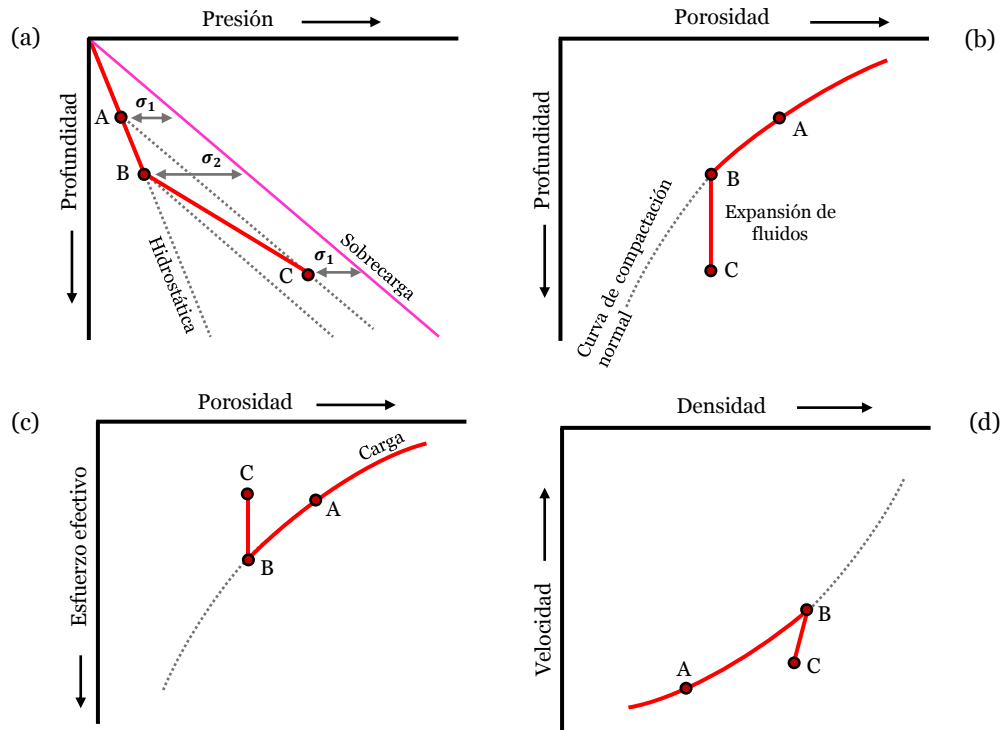 (a)
Presión
Profundidad
A
σ₁
B
σ₂
C
σ₁
Hidrostática
Sobrecarga
(b)
Porosidad
Profundidad
A
B
Expansión de
fluidos
C
Curva de compactación
normal
(c)
Porosidad
Esfuerzo efectivo
Carga
C
A
B
(d)
Densidad
Velocidad
B
C
A